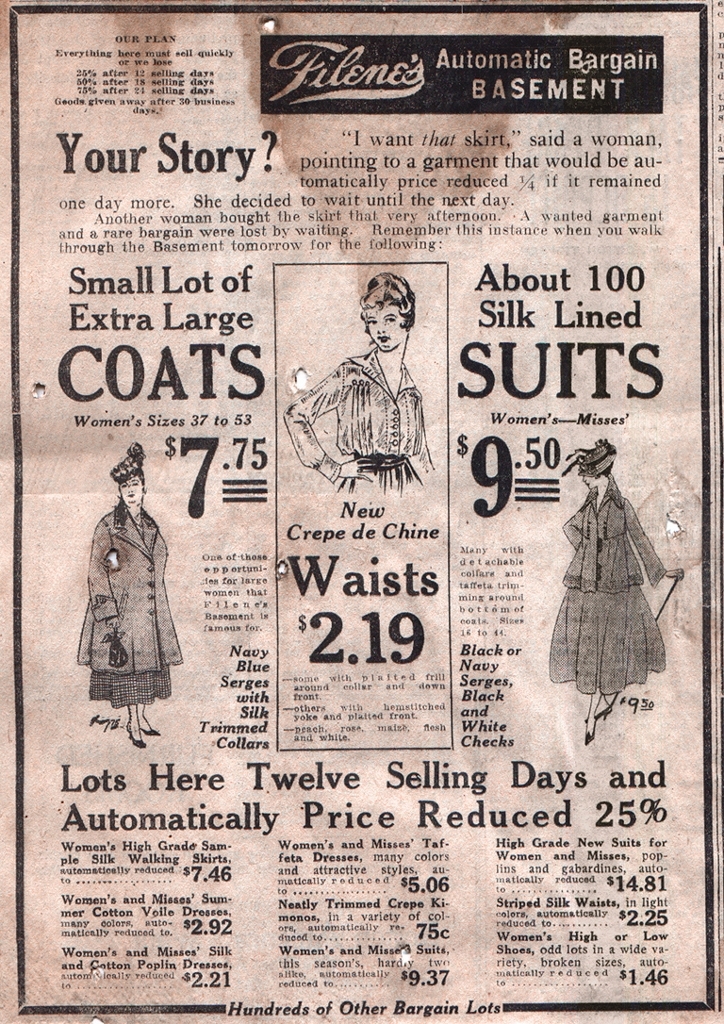 OUR PLAN
Everything here must sell quickly
or we lose
25% after 12 selling days
50% after 18 selling days
75% after 24 selling days
Goods given away after 30 business
days.
Filene's Automatic Bargain
BASEMENT
Your Story?
"I want that skirt," said a woman,
pointing to a garment that would be au-
tomatically price reduced ¼ if it remained
one day more. She decided to wait until the next day.
Another woman bought the skirt that very afternoon. A wanted garment
and a rare bargain were lost by waiting. Remember this instance when you walk
through the Basement tomorrow for the following:
Small Lot of
Extra Large
COATS
Women's Sizes 37 to 53
$7.75
One of those
opportuni-
ties for large
women that
Filene's
Basement is
famous for.
Navy
Blue
Serges
with
Silk
Trimmed
Collars
New
Crepe de Chine
Waists
$2.19
—some with plaited frill
around collar and down
front.
—others with hemstitched
yoke and plaited front.
—peach, rose, maize, flesh
and white.
About 100
Silk Lined
SUITS
Women's—Misses'
$9.50
Many with
detachable
collars and
taffeta trim-
ming around
bottom of
coats. Sizes
16 to 44.
Black or
Navy
Serges,
Black
and
White
Checks
$9.50
Lots Here Twelve Selling Days and
Automatically Price Reduced 25%
Women's High Grade Sam-
ple Silk Walking Skirts,
automatically reduced
to ............... $7.46
Women's and Misses' Sum-
mer Cotton Voile Dresses,
many colors, auto-
matically reduced to. $2.92
Women's and Misses' Silk
and Cotton Poplin Dresses,
automatically reduced
to ............... $2.21
Women's and Misses' Taf-
feta Dresses, many colors
and attractive styles, au-
tomatically reduced
to ............... $5.06
Neatly Trimmed Crepe Ki-
monos, in a variety of col-
ors, automatically re-
duced to........... 75c
Women's and Misses Suits,
this season's, hardly two
alike, automatically
reduced to........... $9.37
High Grade New Suits for
Women and Misses, pop-
lins and gabardines, auto-
matically reduced
to ............... $14.81
Striped Silk Waists, in light
colors, automatically
reduced to........... $2.25
Women's High or Low
Shoes, odd lots in a wide va-
riety, broken sizes, auto-
matically reduced
to ............... $1.46
Hundreds of Other Bargain Lots